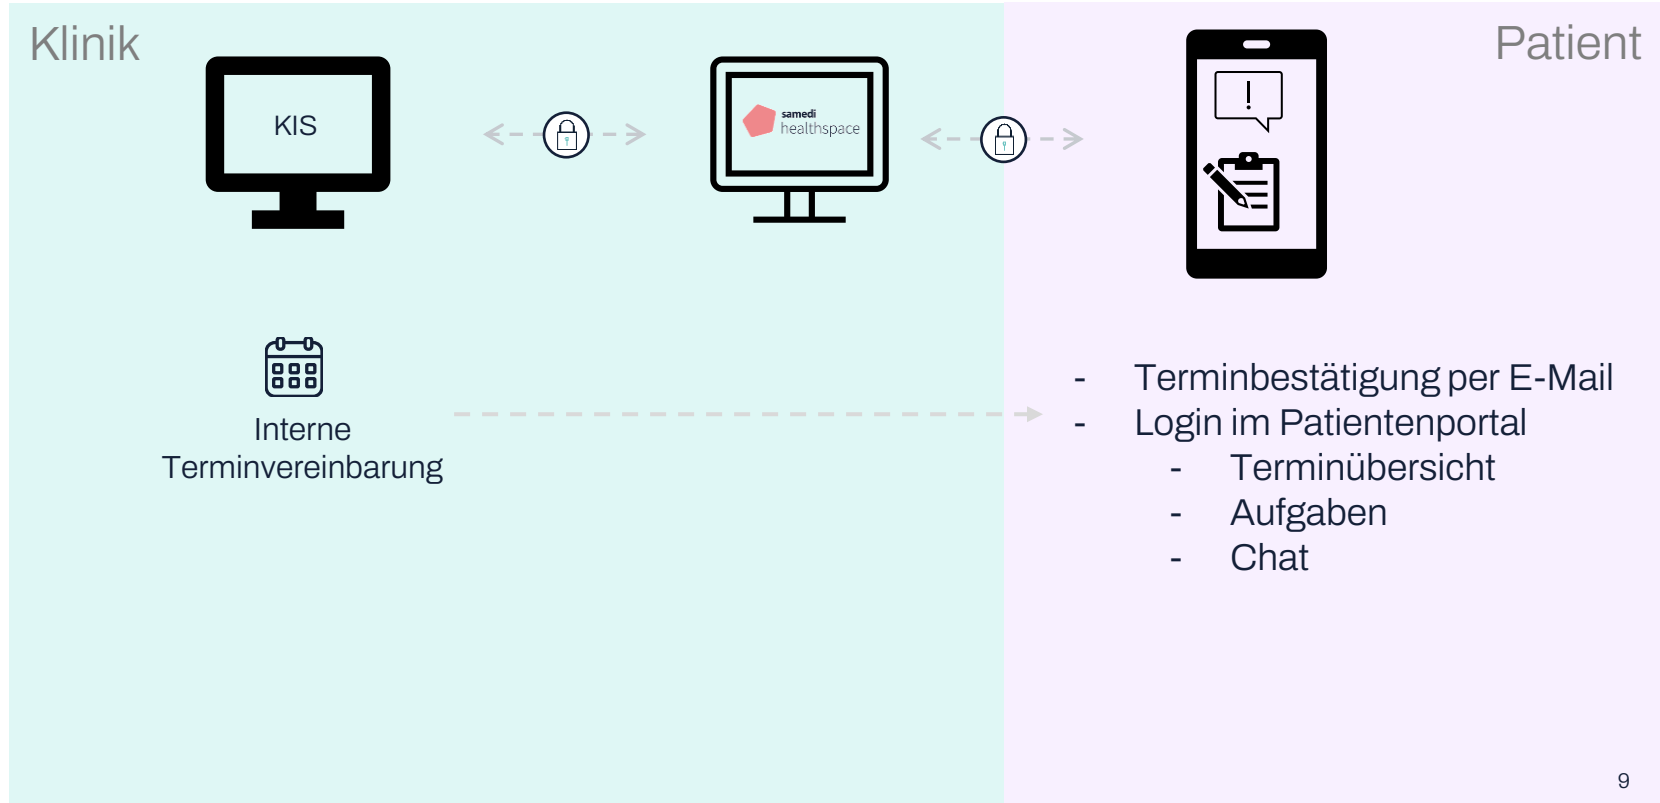 Klinik
Patient
KIS
samedi
healthspace
!
Interne
Terminvereinbarung
- Terminbestätigung per E-Mail
- Login im Patientenportal
- Terminübersicht
- Aufgaben
- Chat
9